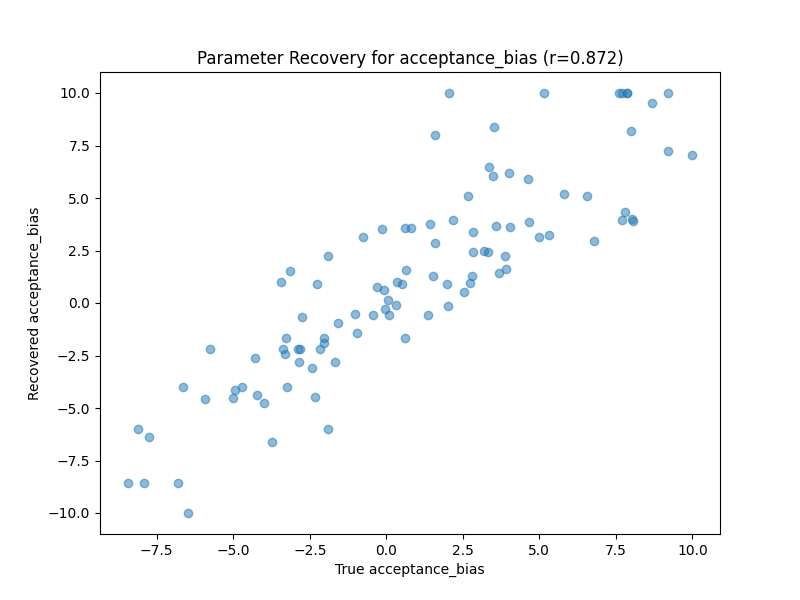 Parameter Recovery for acceptance_bias (r=0.872)
Recovered acceptance_bias
10.0
7.5
5.0
2.5
0.0
−2.5
−5.0
−7.5
−10.0
−7.5 −5.0 −2.5 0.0 2.5 5.0 7.5 10.0
True acceptance_bias